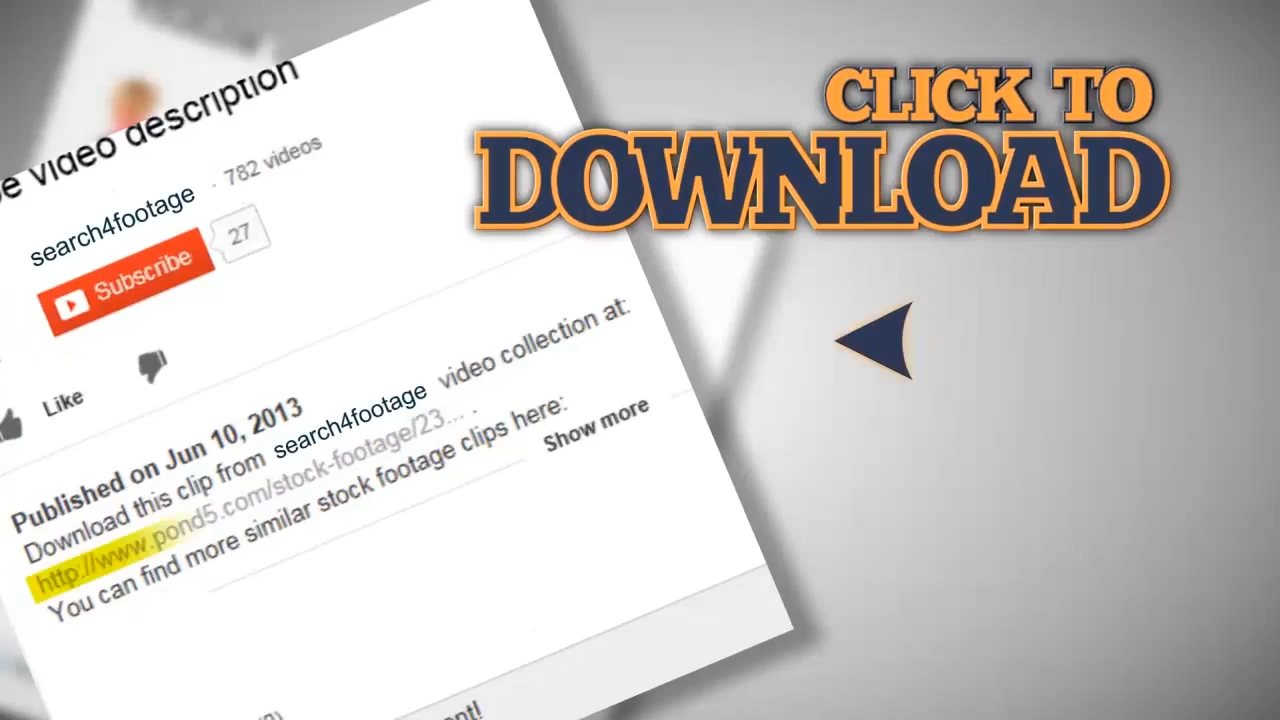 CLICK TO
DOWNLOAD
video description
search4footage · 782 videos
Subscribe 27
Like
Published on Jun 10, 2013
Download this clip from search4footage video collection at:
http://www.pond5.com/stock-footage/23... .
You can find more similar stock footage clips here:
Show more